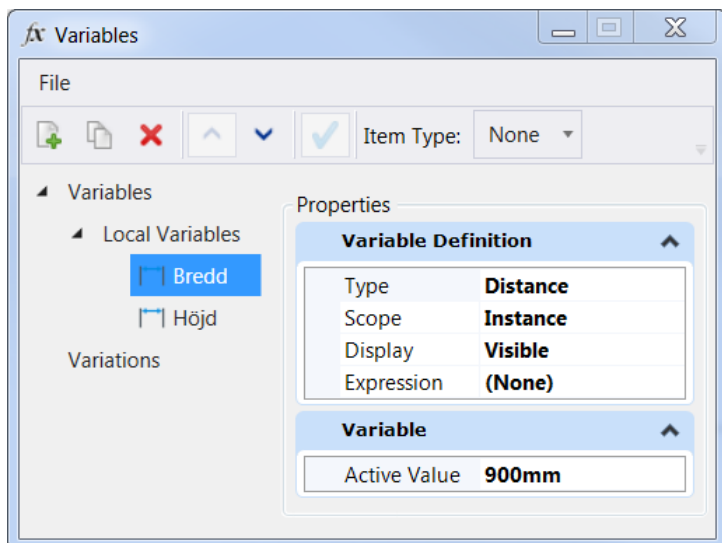 fx Variables
File
Item Type: None
Variables
Local Variables
Bredd
Höjd
Variations
Properties
Variable Definition
Type Distance
Scope Instance
Display Visible
Expression (None)
Variable
Active Value 900mm